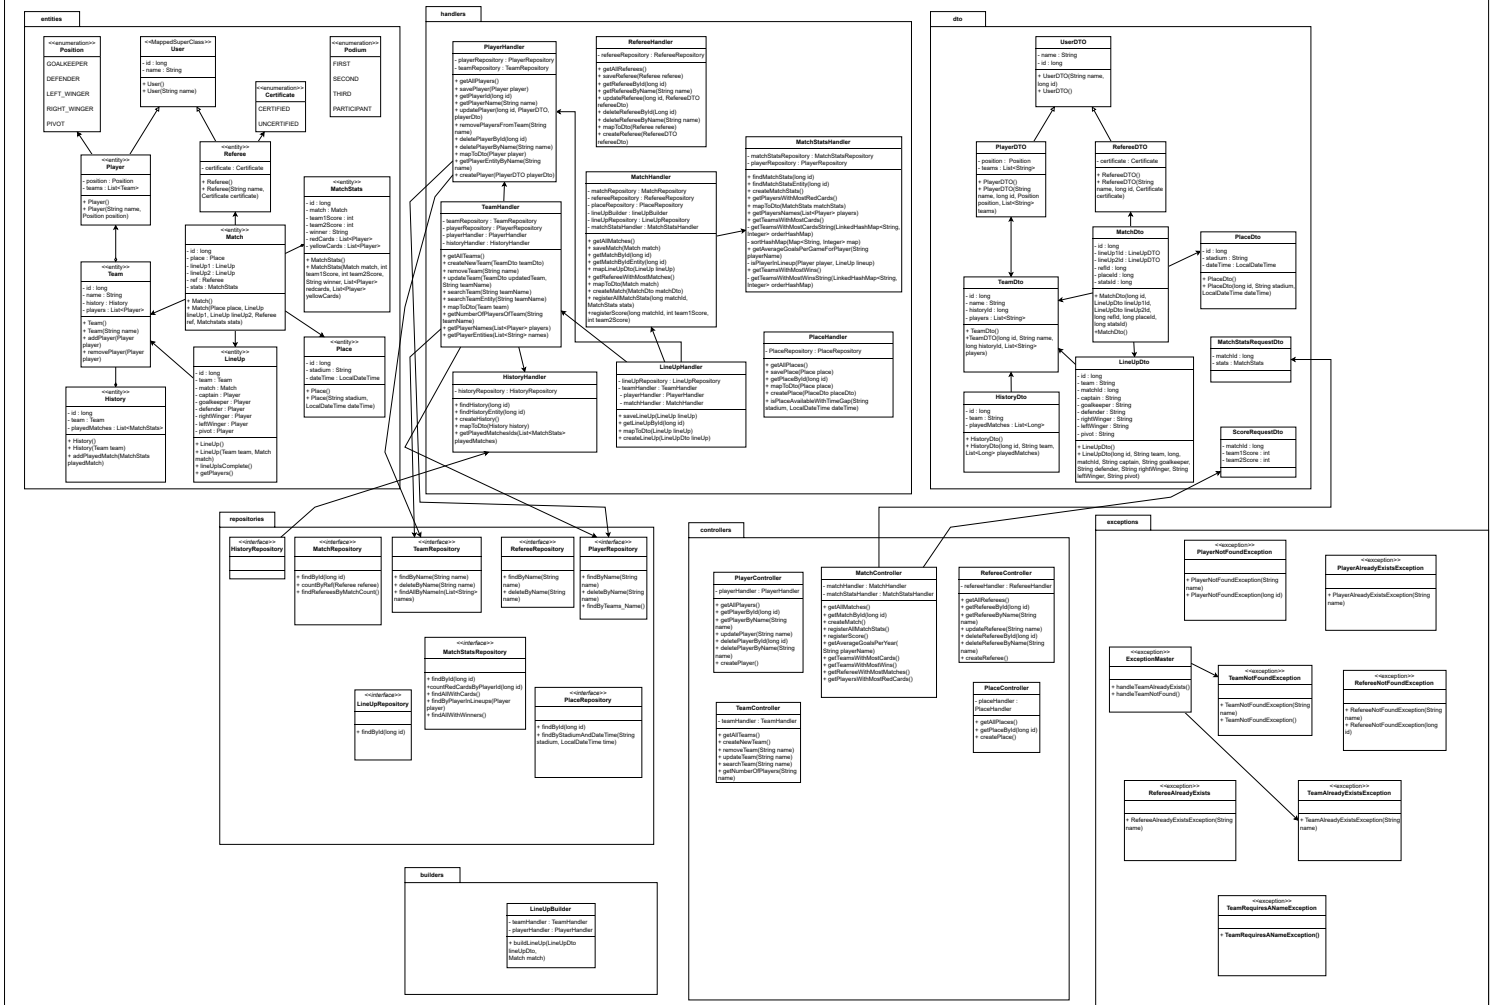 entities
<<enumeration>>
Position
GOALKEEPER
DEFENDER
LEFT_WINGER
RIGHT_WINGER
PIVOT
<<MappedSuperClass>>
User
- id : long
- name : String
+ User()
+ User(String name)
<<enumeration>>
Podium
FIRST
SECOND
THIRD
PARTICIPANT
<<enumeration>>
Certificate
CERTIFIED
UNCERTIFIED
<<entity>>
Player
- position : Position
- teams : List<Team>
+ Player()
+ Player(String name,
Position position)
<<entity>>
Referee
- certificate : Certificate
+ Referee()
+ Referee(String name,
Certificate certificate)
<<entity>>
MatchStats
- id : long
- match : Match
- team1Score : int
- team2Score : int
- winner : String
- redCards : List<Player>
- yellowCards : List<Player>
+ MatchStats()
+ MatchStats(Match match, int
team1Score, int team2Score,
String winner, List<Player>
redcards, List<Player>
yellowCards)
<<entity>>
Match
- id : long
- place : Place
- lineUp1 : LineUp
- lineUp2 : LineUp
- ref : Referee
- stats : MatchStats
+ Match()
+ Match(Place place, LineUp
lineUp1, LineUp lineUp2, Referee
ref, Matchstats stats)
<<entity>>
Team
- id : long
- name : String
- history : History
- players : List<Player>
+ Team()
+ Team(String name)
+ addPlayer(Player
player)
+ removePlayer(Player
player)
<<entity>>
LineUp
- id : long
- team : Team
- match : Match
- captain : Player
- goalkeeper : Player
- defender : Player
- rightWinger : Player
- leftWinger : Player
- pivot : Player
+ LineUp()
+ LineUp(Team team, Match
match)
+ lineUpIsComplete()
+ getPlayers()
<<entity>>
Place
- id : long
- stadium : String
- dateTime : LocalDateTime
+ Place()
+ Place(String stadium,
LocalDateTime dateTime)
<<entity>>
History
- id : long
- team : Team
- playedMatches : List<MatchStats>
+ History()
+ History(Team team)
+ addPlayedMatch(MatchStats
playedMatch)
handlers
PlayerHandler
- playerRepository : PlayerRepository
- teamRepository : TeamRepository
+ getAllPlayers()
+ savePlayer(Player player)
+ getPlayerId(long id)
+ getPlayerName(String name)
+ updatePlayer(long id, PlayerDTO,
playerDto)
+ removePlayersFromTeam(String
name)
+ deletePlayerById(long id)
+ deletePlayerByName(String name)
+ mapToDto(Player player)
+ getPlayerEntityByName(String
name)
+ createPlayer(PlayerDTO playerDto)
RefereeHandler
- refereeRepository : RefereeRepository
+ getAllReferees()
+ saveReferee(Referee referee)
+ getRefereeById(long id)
+ getRefereeByName(String name)
+ updateReferee(long id, RefereeDTO
refereeDto)
+ deleteRefereeById(Long id)
+ deleteRefereeByName(String name)
+ mapToDto(Referee referee)
+ createReferee(RefereeDTO
refereeDto)
MatchStatsHandler
- matchStatsRepository : MatchStatsRepository
- playerRepository : PlayerRepository
+ findMatchStats(long id)
+ findMatchStatsEntity(long id)
+ createMatchStats()
+ getPlayersWithMostRedCards()
+ mapToDto(MatchStats matchStats)
+ getPlayersNames(List<Player> players)
+ getTeamsWithMostCards()
- getTeamsWithMostCardsString(LinkedHashMap<String,
Integer> orderHashMap)
- sortHashMap(Map<String, Integer> map)
+ getAverageGoalsPerGameForPlayer(String
playerName)
- isPlayerInLineup(Player player, LineUp lineup)
+ getTeamsWithMostWins()
- getTeamsWithMostWinsString(LinkedHashMap<String,
Integer> orderHashMap)
MatchHandler
- matchRepository : MatchRepository
- refereeRepository : RefereeRepository
- placeRepository : PlaceRepository
- lineUpBuilder : lineUpBuilder
- lineUpRepository : LineUpRepository
- matchStatsHandler : MatchStatsHandler
+ getAllMatches()
+ saveMatch(Match match)
+ getMatchById(long id)
+ getMatchByIdEntity(long id)
+ mapLineUpDto(LineUp lineUp)
+ getRefereeWithMostMatches()
+ mapToDto(Match match)
+ createMatch(MatchDto matchDto)
+ registerAllMatchStats(long matchId,
MatchStats stats)
+registerScore(long matchId, int team1Score,
int team2Score)
TeamHandler
- teamRepository : TeamRepository
- playerRepository : PlayerRepository
- playerHandler : PlayerHandler
- historyHandler : HistoryHandler
+ getAllTeams()
+ createNewTeam(TeamDto teamDto)
+ removeTeam(String name)
+ updateTeam(TeamDto updatedTeam,
String teamName)
+ searchTeam(String teamName)
+ searchTeamEntity(String teamName)
+ mapToDto(Team team)
+ getNumberOfPlayersOfTeam(String
teamName)
+ getPlayerNames(List<Player> players)
+ getPlayerEntities(List<String> names)
HistoryHandler
- historyRepository : HistoryRepository
+ findHistory(long id)
+ findHistoryEntity(long id)
+ createHistory()
+ mapToDto(History history)
+ getPlayedMatchesIds(List<MatchStats>
playedMatches)
LineUpHandler
- lineUpRepository : LineUpRepository
- teamHandler : TeamHandler
- playerHandler : PlayerHandler
- matchHandler : MatchHandler
+ saveLineUp(LineUp lineUp)
+ getLineUpById(long id)
+ mapToDto(LineUp lineUp)
+ createLineUp(LineUpDto lineUp)
PlaceHandler
- PlaceRepository : PlaceRepository
+ getAllPlaces()
+ savePlace(Place place)
+ getPlaceById(long id)
+ mapToDto(Place place)
+ createPlace(PlaceDto placeDto)
+ isPlaceAvailableWithTimeGap(String
stadium, LocalDateTime dateTime)
dto
UserDTO
- name : String
- id : long
+ UserDTO(String name,
long id)
+ UserDTO()
PlayerDTO
- position : Position
- teams : List<String>
+ PlayerDTO()
+ PlayerDTO(String
name, long id, Position
position, List<String>
teams)
RefereeDTO
- certificate : Certificate
+ RefereeDTO()
+ RefereeDTO(String
name, long id, Certificate
certificate)
MatchDto
- id : long
- lineUp1Id : LineUpDTO
- lineUp2Id : LineUpDTO
- refId : long
- placeId : long
- statsId : long
+ MatchDto(long id,
LineUpDto lineUp1Id,
LineUpDto lineUp2Id,
long refId, long placeId,
long statsId)
+MatchDto()
PlaceDto
- id : long
- stadium : String
- dateTime : LocalDateTime
+ PlaceDto()
+ PlaceDto(long id, String stadium,
LocalDateTime dateTime)
TeamDto
- id : long
- name : String
- historyId : long
- players : List<String>
+ TeamDto()
+TeamDTO(long id, String name,
long historyId, List<String>
players)
MatchStatsRequestDto
- matchId : long
- stats : MatchStats
LineUpDto
- id : long
- team : String
- matchId : long
- captain : String
- goalkeeper : String
- defender : String
- rightWinger : String
- leftWinger : String
- pivot : String
+ LineUpDto()
+ LineUpDto(long id, String team, long,
matchId, String captain, String goalkeeper,
String defender, String rightWinger, String
leftWinger, String pivot)
HistoryDto
- id : long
- team : String
- playedMatches : List<Long>
+ HistoryDto()
+ HistoryDto(long id, String team,
List<Long> playedMatches)
ScoreRequestDto
- matchId : long
- team1Score : int
- team2Score : int
repositories
<<interface>>
HistoryRepository
<<interface>>
MatchRepository
+ findById(long id)
+ countByRef(Referee referee)
+ findRefereesByMatchCount()
<<interface>>
TeamRepository
+ findByName(String name)
+ deleteByName(String name)
+ findAllByNameIn(List<String>
names)
<<interface>>
RefereeRepository
+ findByName(String
name)
+ deleteByName(String
name)
<<interface>>
PlayerRepository
+ findByName(String
name)
+ deleteByName(String
name)
+ findByTeams_Name()
<<interface>>
MatchStatsRepository
+ findById(long id)
+countRedCardsByPlayerId(long id)
+ findAllWithCards()
+ findByPlayerInLineups(Player
player)
+ findAllWithWinners()
<<interface>>
LineUpRepository
+ findById(long id)
<<interface>>
PlaceRepository
+ findById(long id)
+ findByStadiumAndDateTime(String
stadium, LocalDateTime time)
controllers
PlayerController
- playerHandler : PlayerHandler
+ getAllPlayers()
+ getPlayerById(long id)
+ getPlayerByName(String
name)
+ updatePlayer(String name)
+ deletePlayerById(long id)
+ deletePlayerByName(String
name)
+ createPlayer()
MatchController
- matchHandler : MatchHandler
- matchStatsHandler : MatchStatsHandler
+ getAllMatches()
+ getMatchById(long id)
+ createMatch()
+ registerAllMatchStats()
+ registerScore()
+ getAverageGoalsPerYear(
String playerName)
+ getTeamsWithMostCards()
+ getTeamsWithMostWins()
+ getRefereeWithMostMatches()
+ getPlaysersWithMostRedCards()
RefereeController
- refereeHandler : RefereeHandler
+ getAllReferees()
+ getRefereeById(long id)
+ getRefereeByName(String
name)
+ updateReferee(String name)
+ deleteRefereeById(long id)
+ deleteRefereeByName(String
name)
+ createReferee()
TeamController
- teamHandler : TeamHandler
+ getAllTeams()
+ createNewTeam()
+ removeTeam(String name)
+ updateTeam(String name)
+ searchTeam(String name)
+ getNumberOfPlayers(String
name)
PlaceController
- placeHandler :
PlaceHandler
+ getAllPlaces()
+ getPlaceById(long id)
+ createPlace()
exceptions
<<exception>>
PlayerNotFoundException
+ PlayerNotFoundException(String
name)
+ PlayerNotFoundException(long id)
<<exception>>
PlayerAlreadyExistsException
+ PlayerAlreadyExistsException(String
name)
<<exception>>
ExceptionMaster
+ handleTeamAlreadyExists()
+ handleTeamNotFound()
<<exception>>
TeamNotFoundException
+ TeamNotFoundException(String
name)
+ TeamNotFoundException()
<<exception>>
RefereeNotFoundException
+ RefereeNotFoundException(String
name)
+ RefereeNotFoundException(long
id)
<<exception>>
RefereeAlreadyExists
+ RefereeAlreadyExistsException(String
name)
<<exception>>
TeamAlreadyExistsException
+ TeamAlreadyExistsException(String
name)
<<exception>>
TeamRequiresANameException
+ TeamRequiresANameException()
builders
LineUpBuilder
- teamHandler : TeamHandler
- playerHandler : PlayerHandler
+ buildLineUp(LineUpDto
lineUpDto,
Match match)